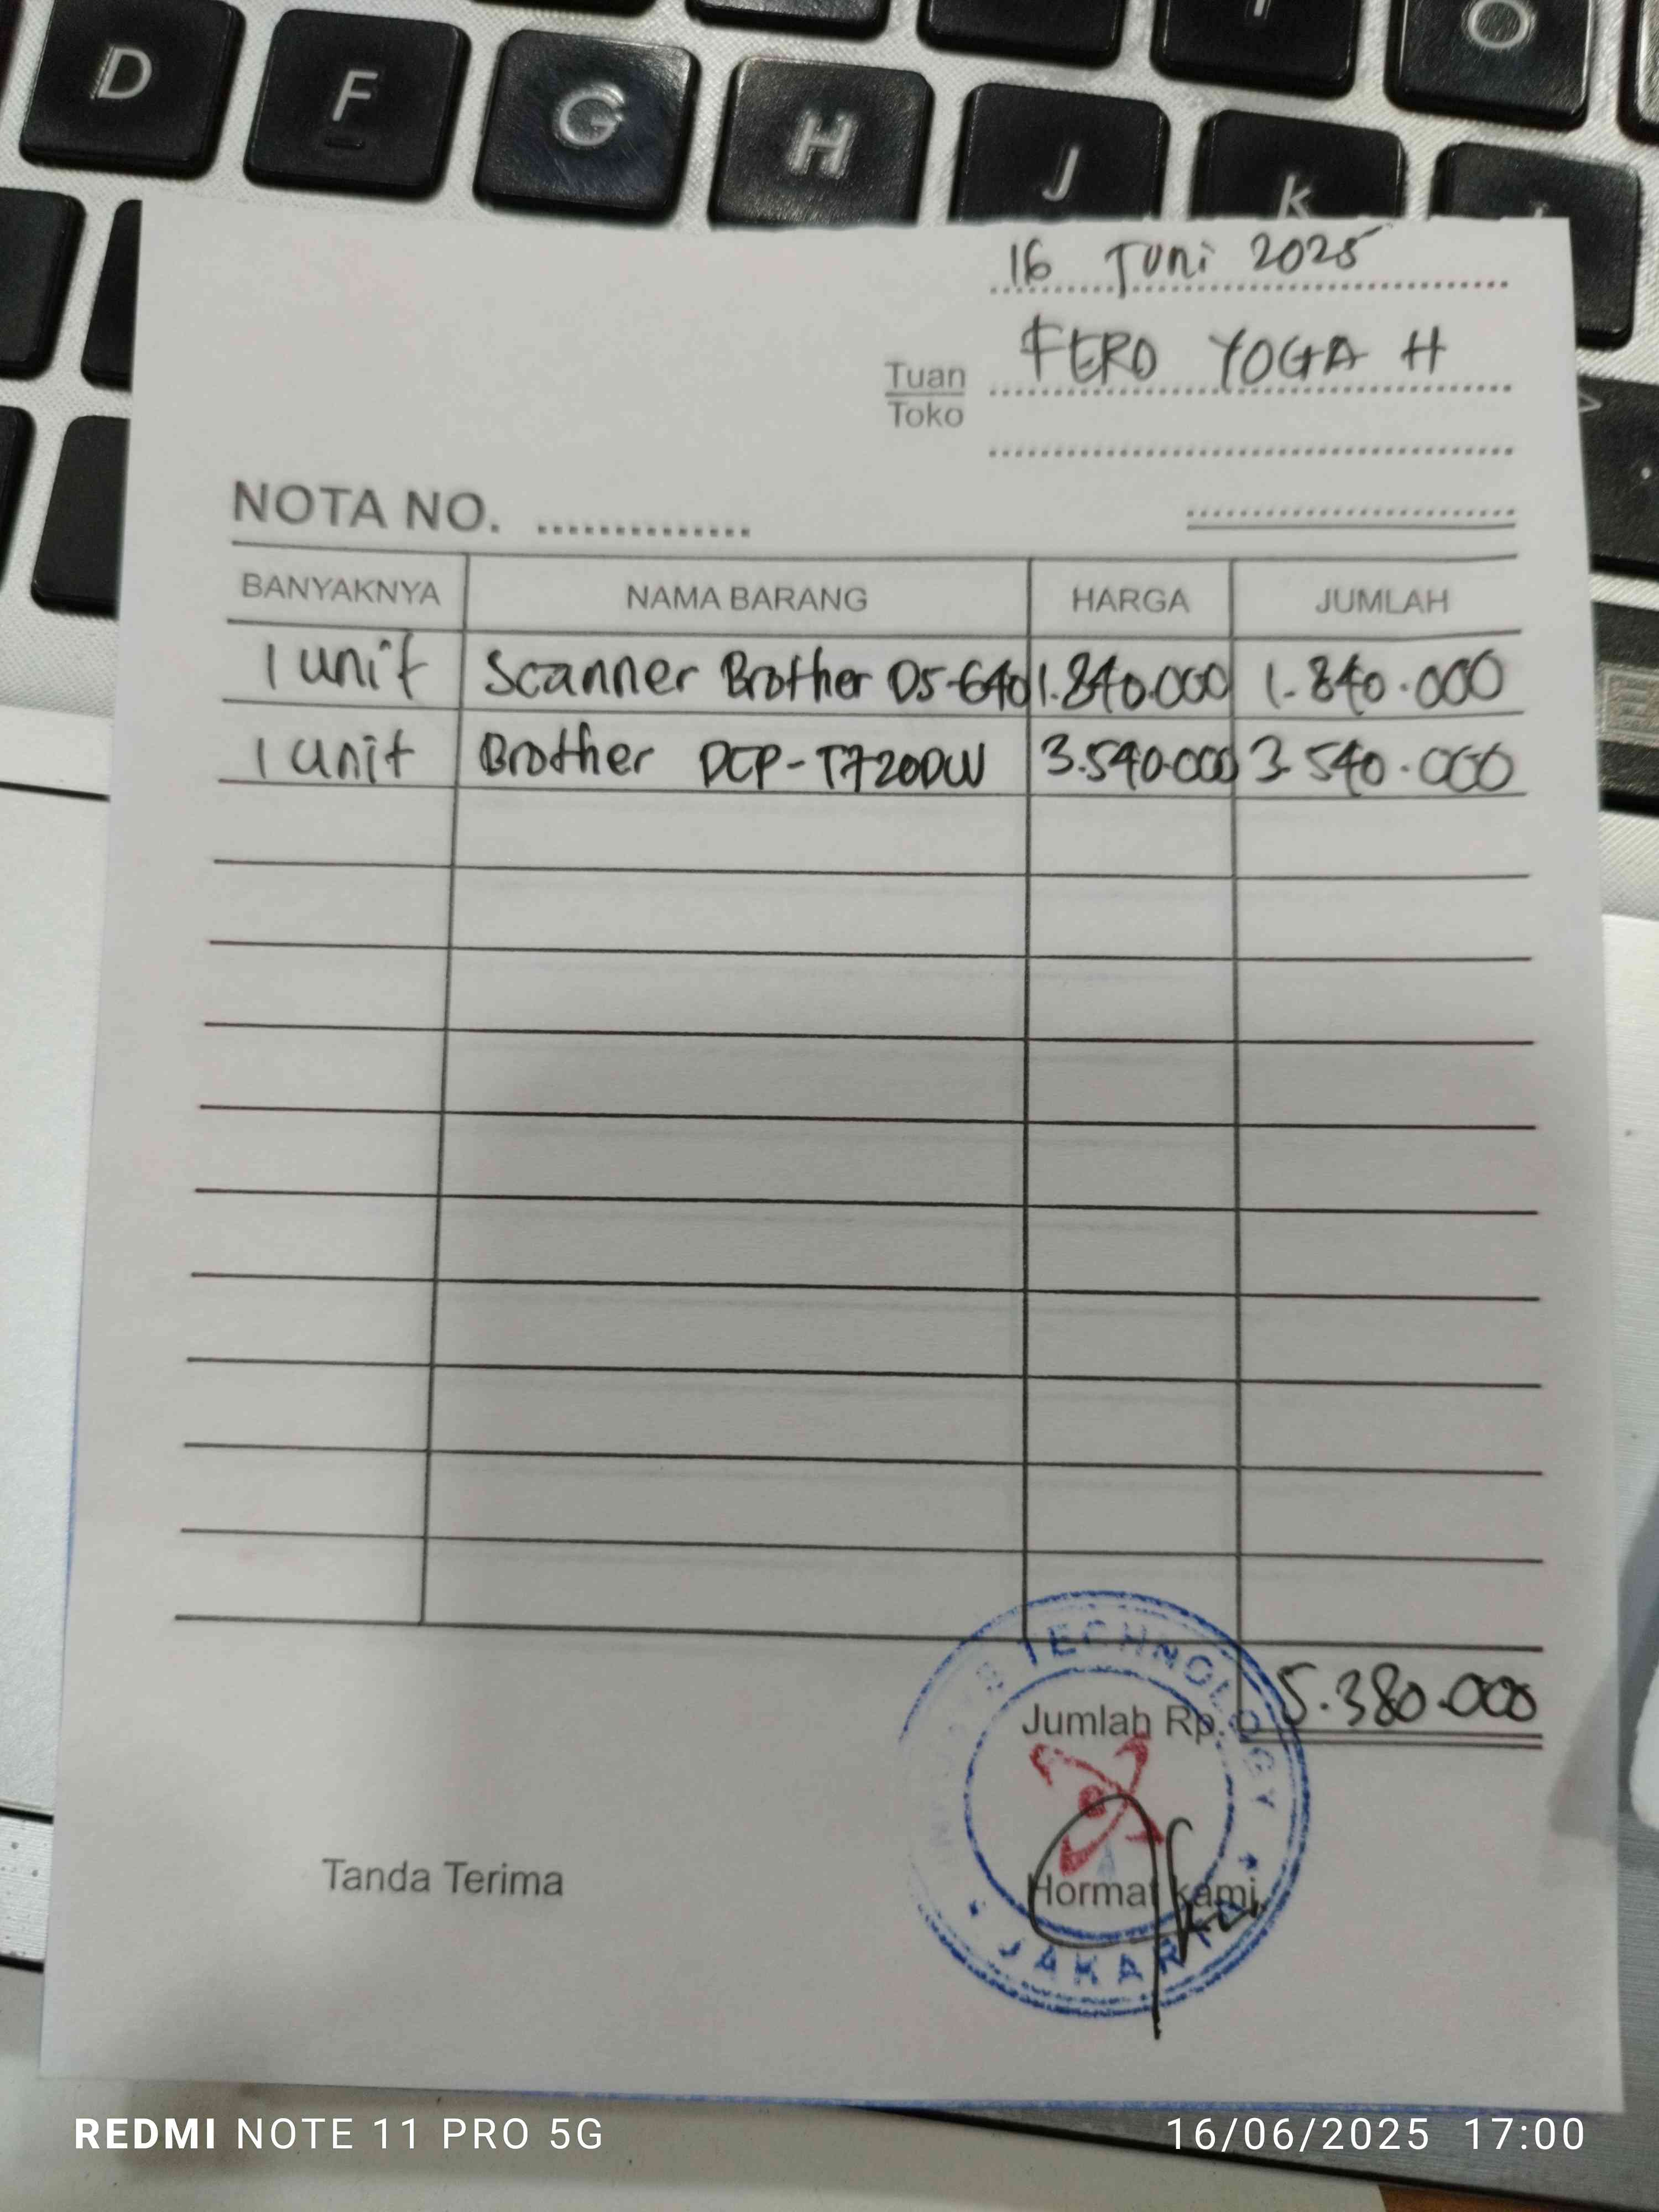 D F G H J K O
16 Juni 2025
Tuan FERO YOGA H
Toko
NOTA NO. ...............
BANYAKNYA NAMA BARANG HARGA JUMLAH
1 unit Scanner Brother DS-640 1.840.000 1.840.000
1 unit Brother DCP-T720DW 3.540.000 3.540.000
Jumlah Rp. 5.380.000
TECHNOLOGY
Tanda Terima Hormat kami,
JAKARTA
REDMI NOTE 11 PRO 5G 16/06/2025 17:00